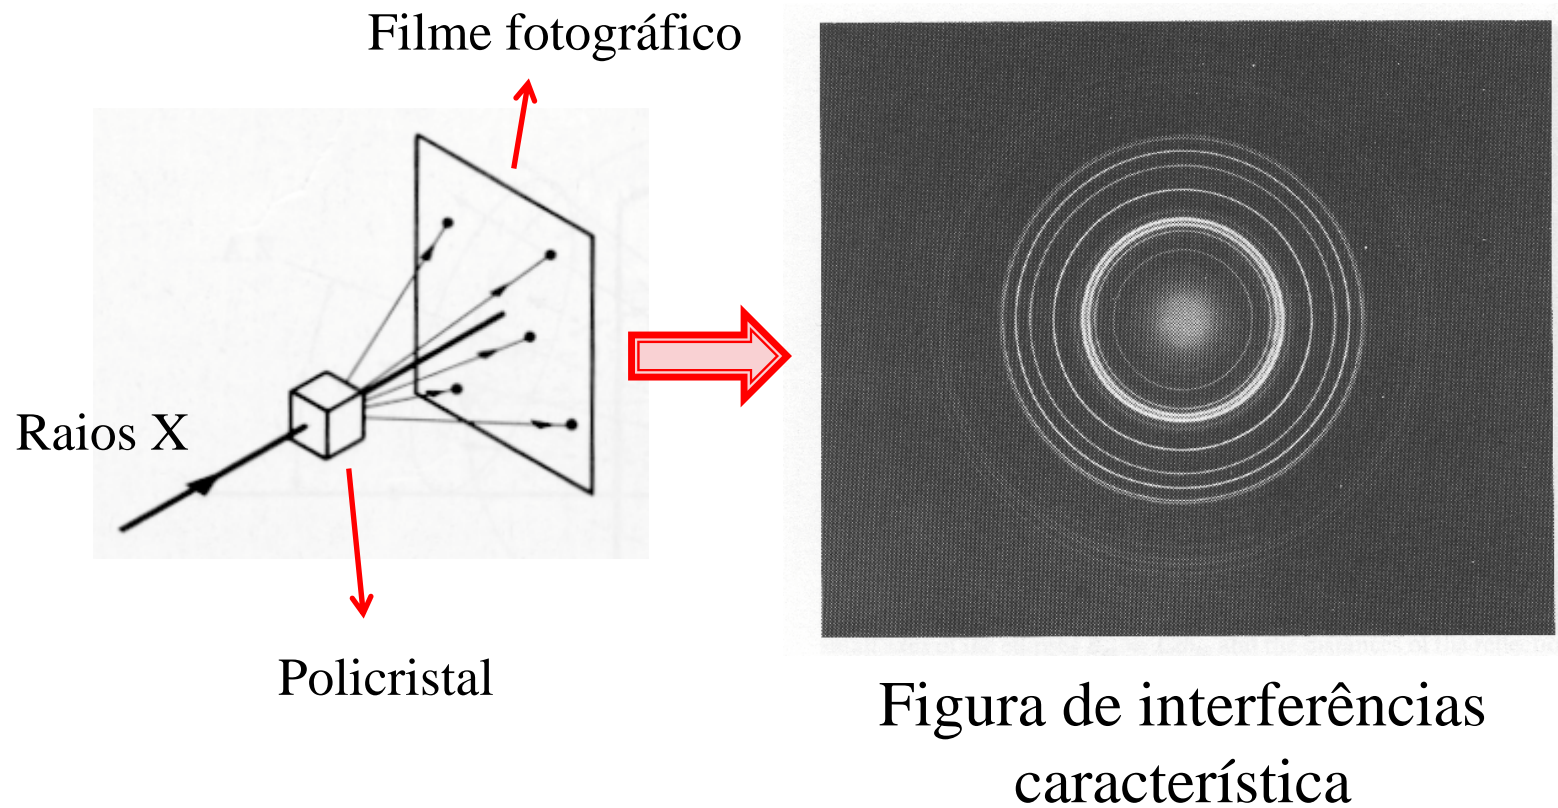 Filme fotográfico
Raios X
Policristal
Figura de interferências
característica